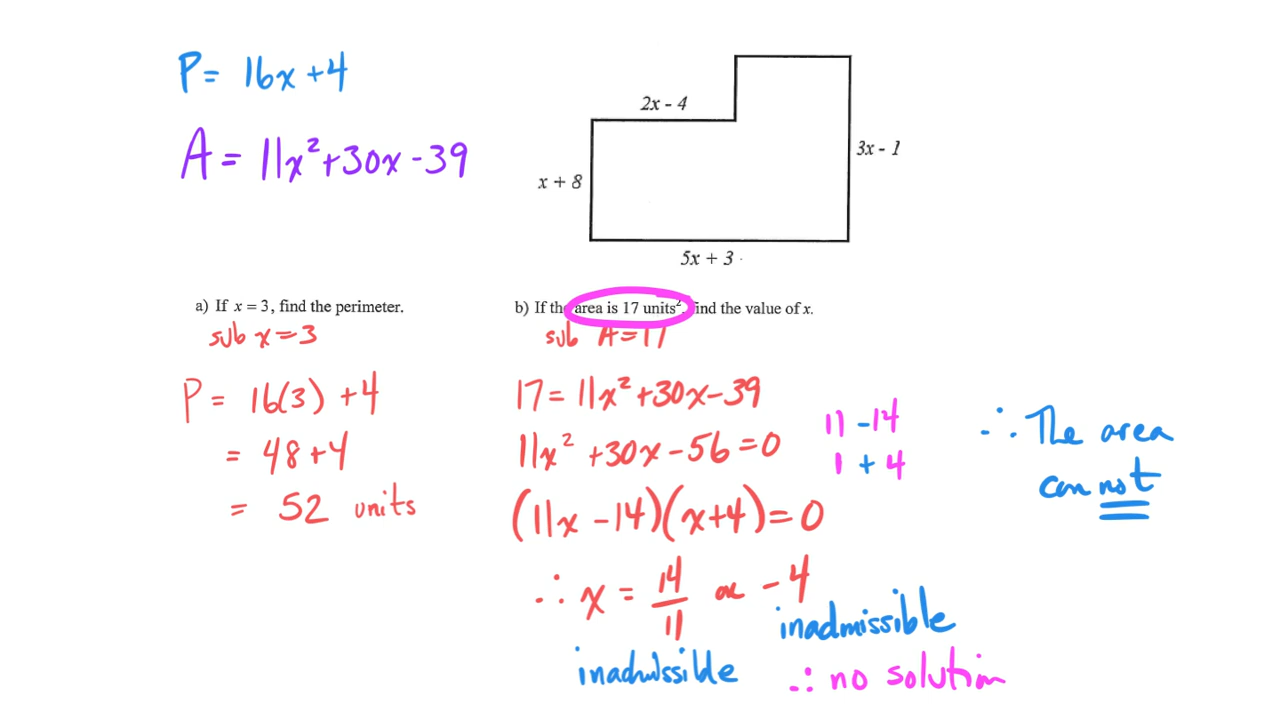 P = 16x + 4
A = 11x² + 30x - 39
2x - 4
3x - 1
x + 8
5x + 3
a) If x = 3, find the perimeter.
sub x = 3
P = 16(3) + 4
= 48 + 4
= 52 units
b) If the area is 17 units², find the value of x.
sub A = 17
17 = 11x² + 30x - 39
11x² + 30x - 56 = 0
(11x - 14)(x + 4) = 0
∴ x = 14/11 or -4
inadmissible
inadmissible
∴ no solution
11 -14
1 + 4
∴ The area
can not